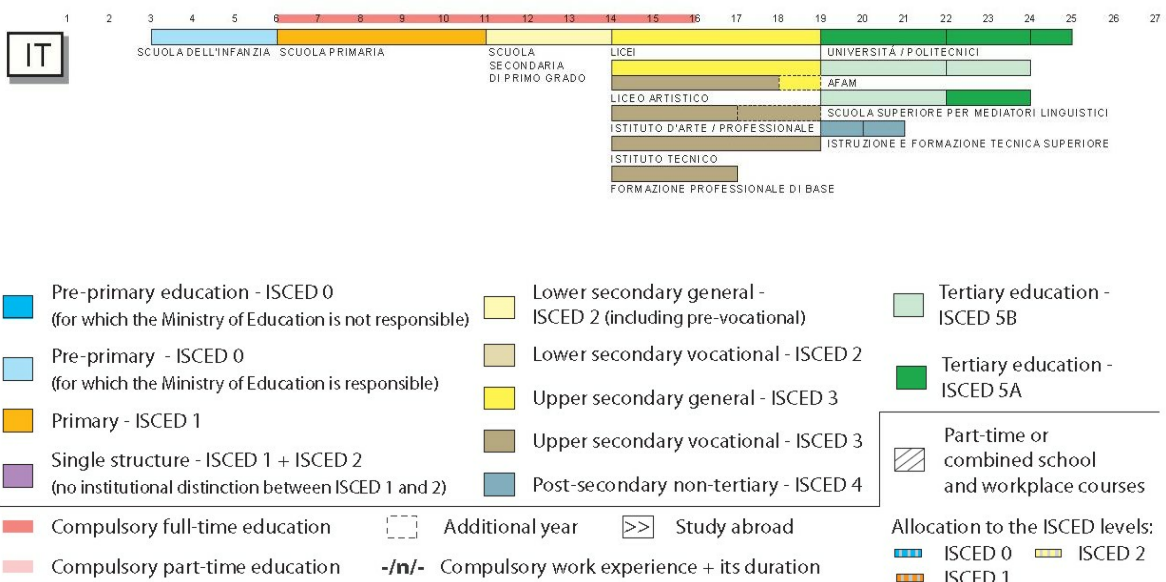 1 2 3 4 5 6 7 8 9 10 11 12 13 14 15 16 17 18 19 20 21 22 23 24 25 26 27
IT
SCUOLA DELL'INFANZIA
SCUOLA PRIMARIA
SCUOLA
SECONDARIA
DI PRIMO GRADO
LICEI
LICEO ARTISTICO
ISTITUTO D'ARTE / PROFESSIONALE
ISTITUTO TECNICO
FORMAZIONE PROFESSIONALE DI BASE
UNIVERSITÁ / POLITECNICI
AFAM
SCUOLA SUPERIORE PER MEDIATORI LINGUISTICI
ISTRUZIONE E FORMAZIONE TECNICA SUPERIORE
Pre-primary education - ISCED 0
(for which the Ministry of Education is not responsible)
Pre-primary - ISCED 0
(for which the Ministry of Education is responsible)
Primary - ISCED 1
Single structure - ISCED 1 + ISCED 2
(no institutional distinction between ISCED 1 and 2)
Lower secondary general -
ISCED 2 (including pre-vocational)
Lower secondary vocational - ISCED 2
Upper secondary general - ISCED 3
Upper secondary vocational - ISCED 3
Post-secondary non-tertiary - ISCED 4
Tertiary education -
ISCED 5B
Tertiary education -
ISCED 5A
Part-time or
combined school
and workplace courses
Compulsory full-time education
Additional year
>> Study abroad
Compulsory part-time education
-/n/- Compulsory work experience + its duration
Allocation to the ISCED levels:
ISCED 0
ISCED 2
ISCED 1